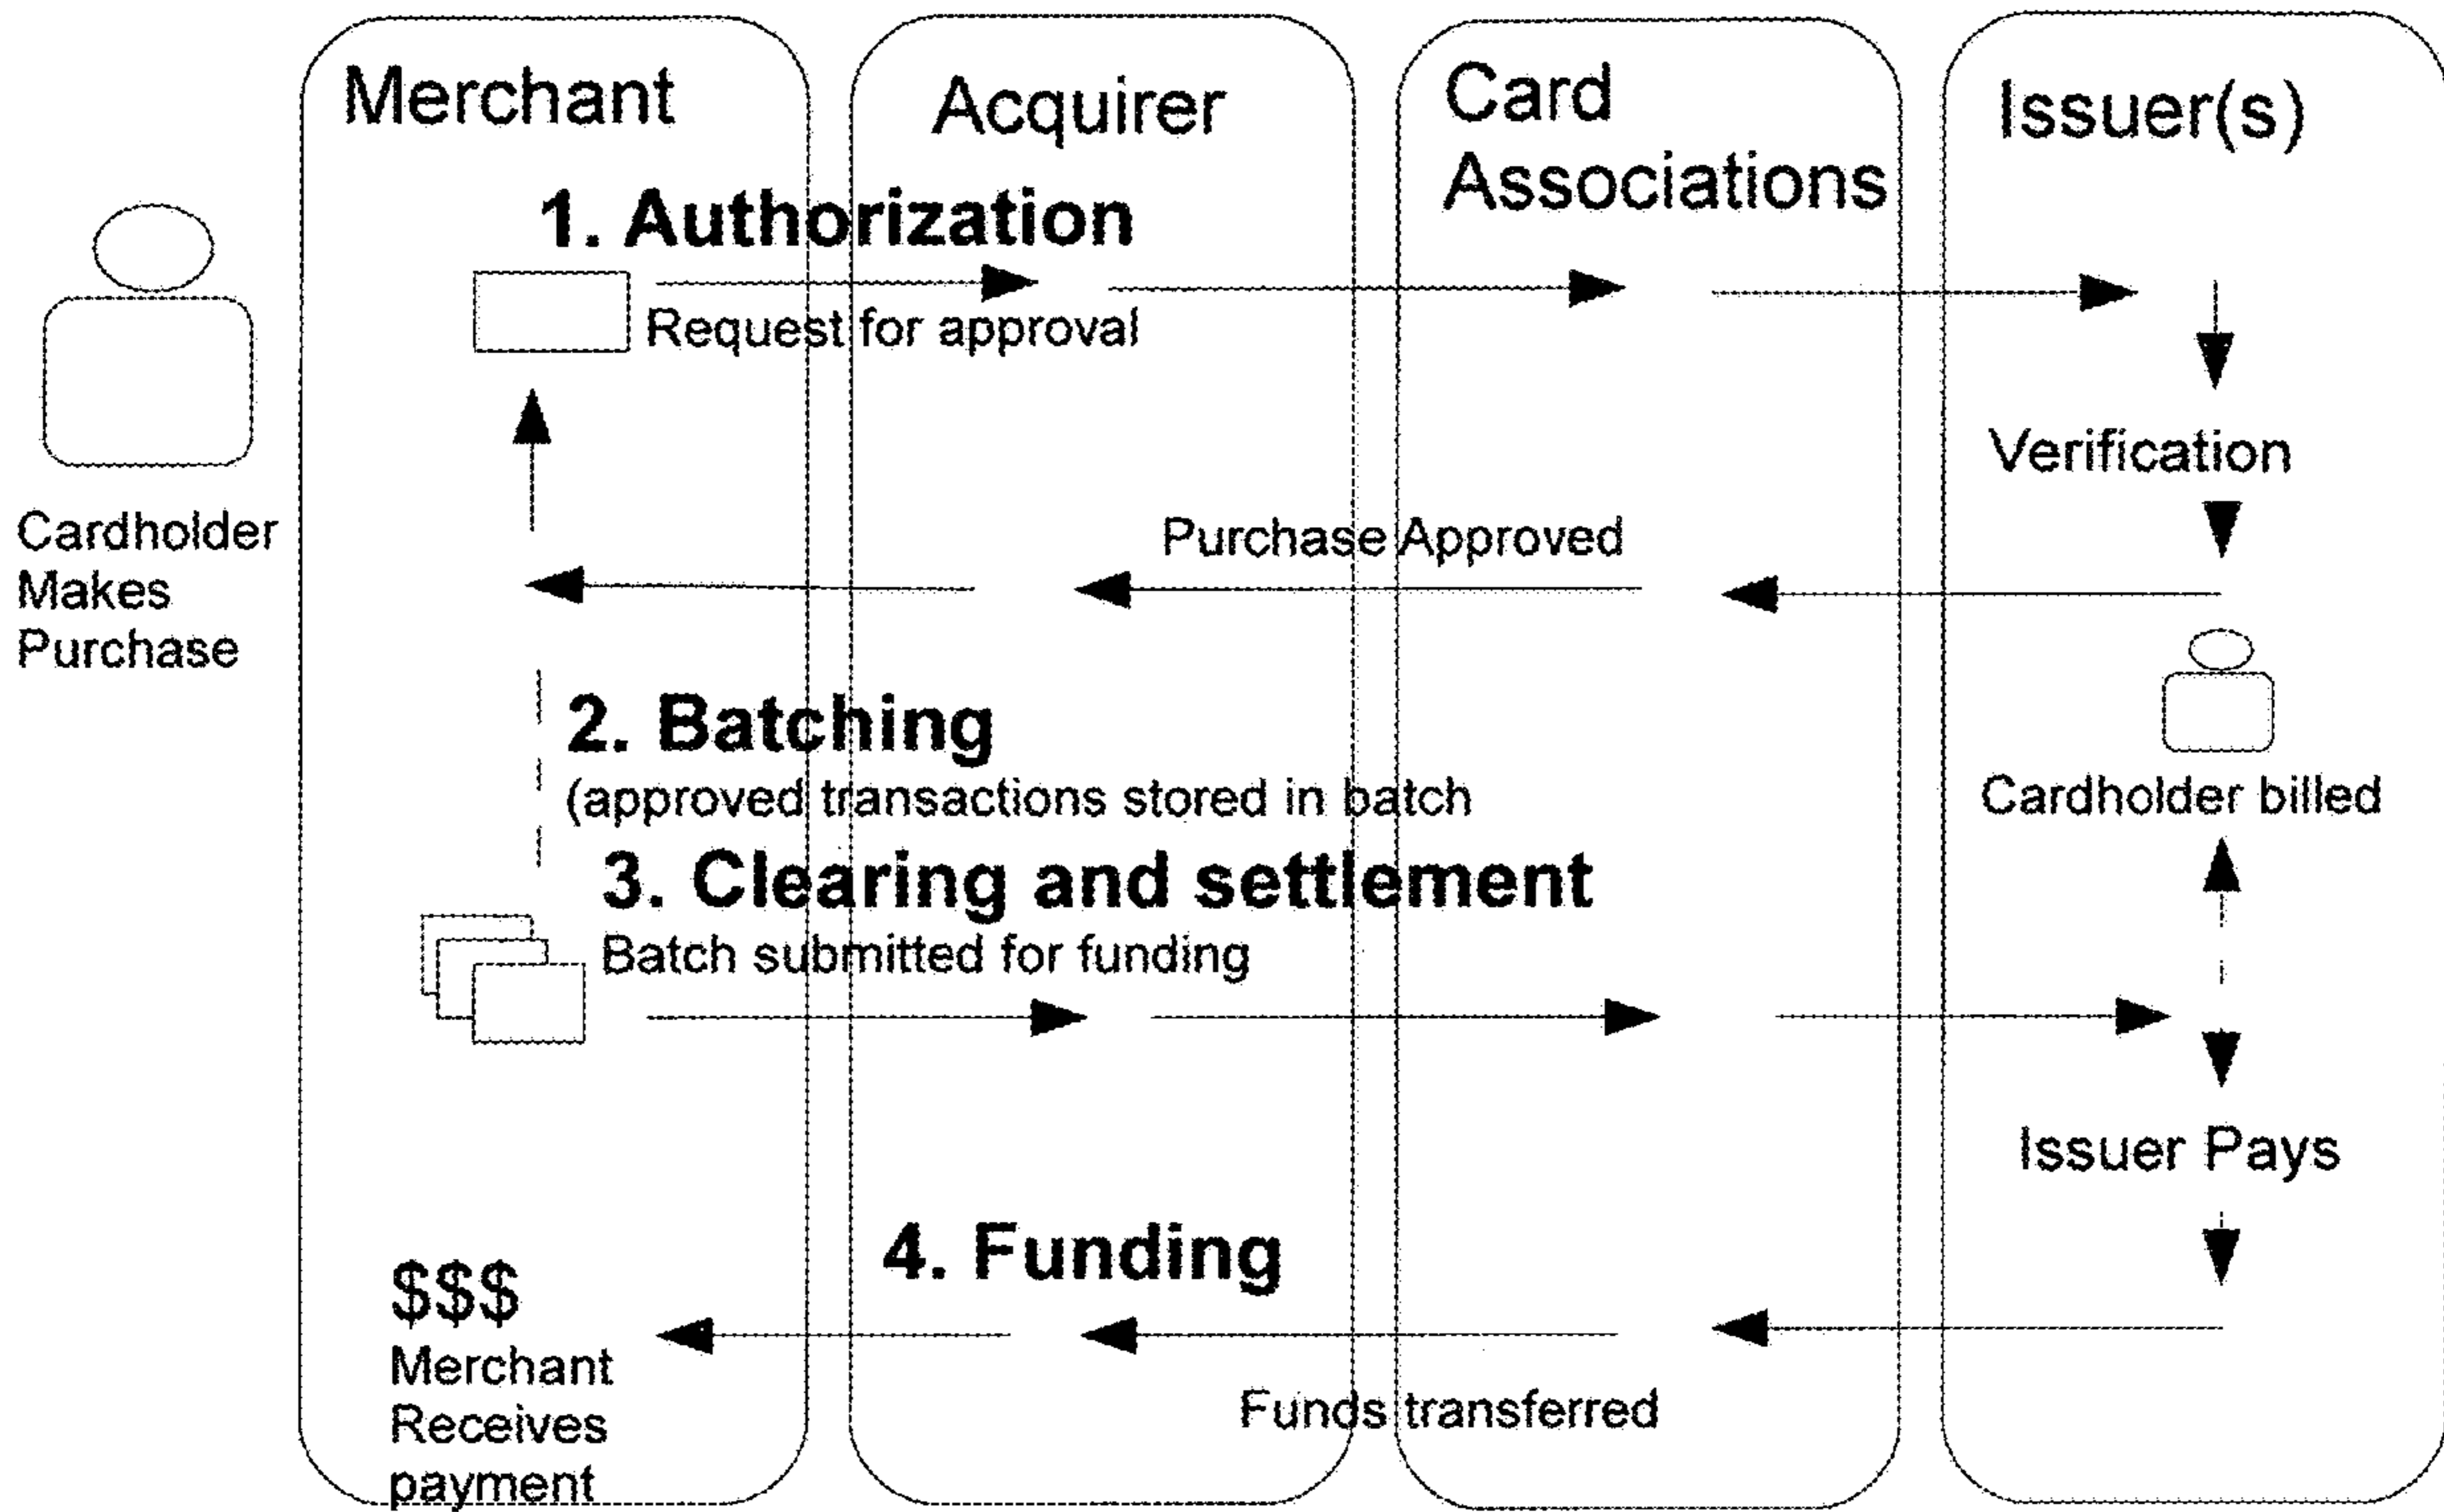 Merchant
Acquirer
Card
Associations
Issuer(s)
1. Authorization
Request for approval
Verification
Cardholder
Makes
Purchase
Purchase Approved
2. Batching
(approved transactions stored in batch
Cardholder billed
3. Clearing and settlement
Batch submitted for funding
Issuer Pays
4. Funding
$$$
Merchant
Receives
payment
Funds transferred